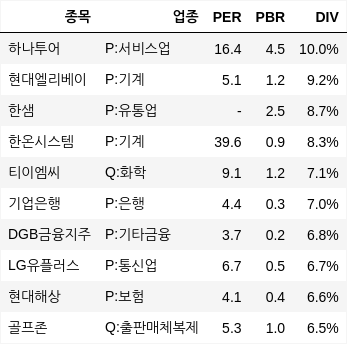 종목 업종 PER PBR DIV
하나투어 P:서비스업 16.4 4.5 10.0%
현대엘리베이 P:기계 5.1 1.2 9.2%
한샘 P:유통업 - 2.5 8.7%
한온시스템 P:기계 39.6 0.9 8.3%
티이엠씨 Q:화학 9.1 1.2 7.1%
기업은행 P:은행 4.4 0.3 7.0%
DGB금융지주 P:기타금융 3.7 0.2 6.8%
LG유플러스 P:통신업 6.7 0.5 6.7%
현대해상 P:보험 4.1 0.4 6.6%
골프존 Q:출판매체복제 5.3 1.0 6.5%